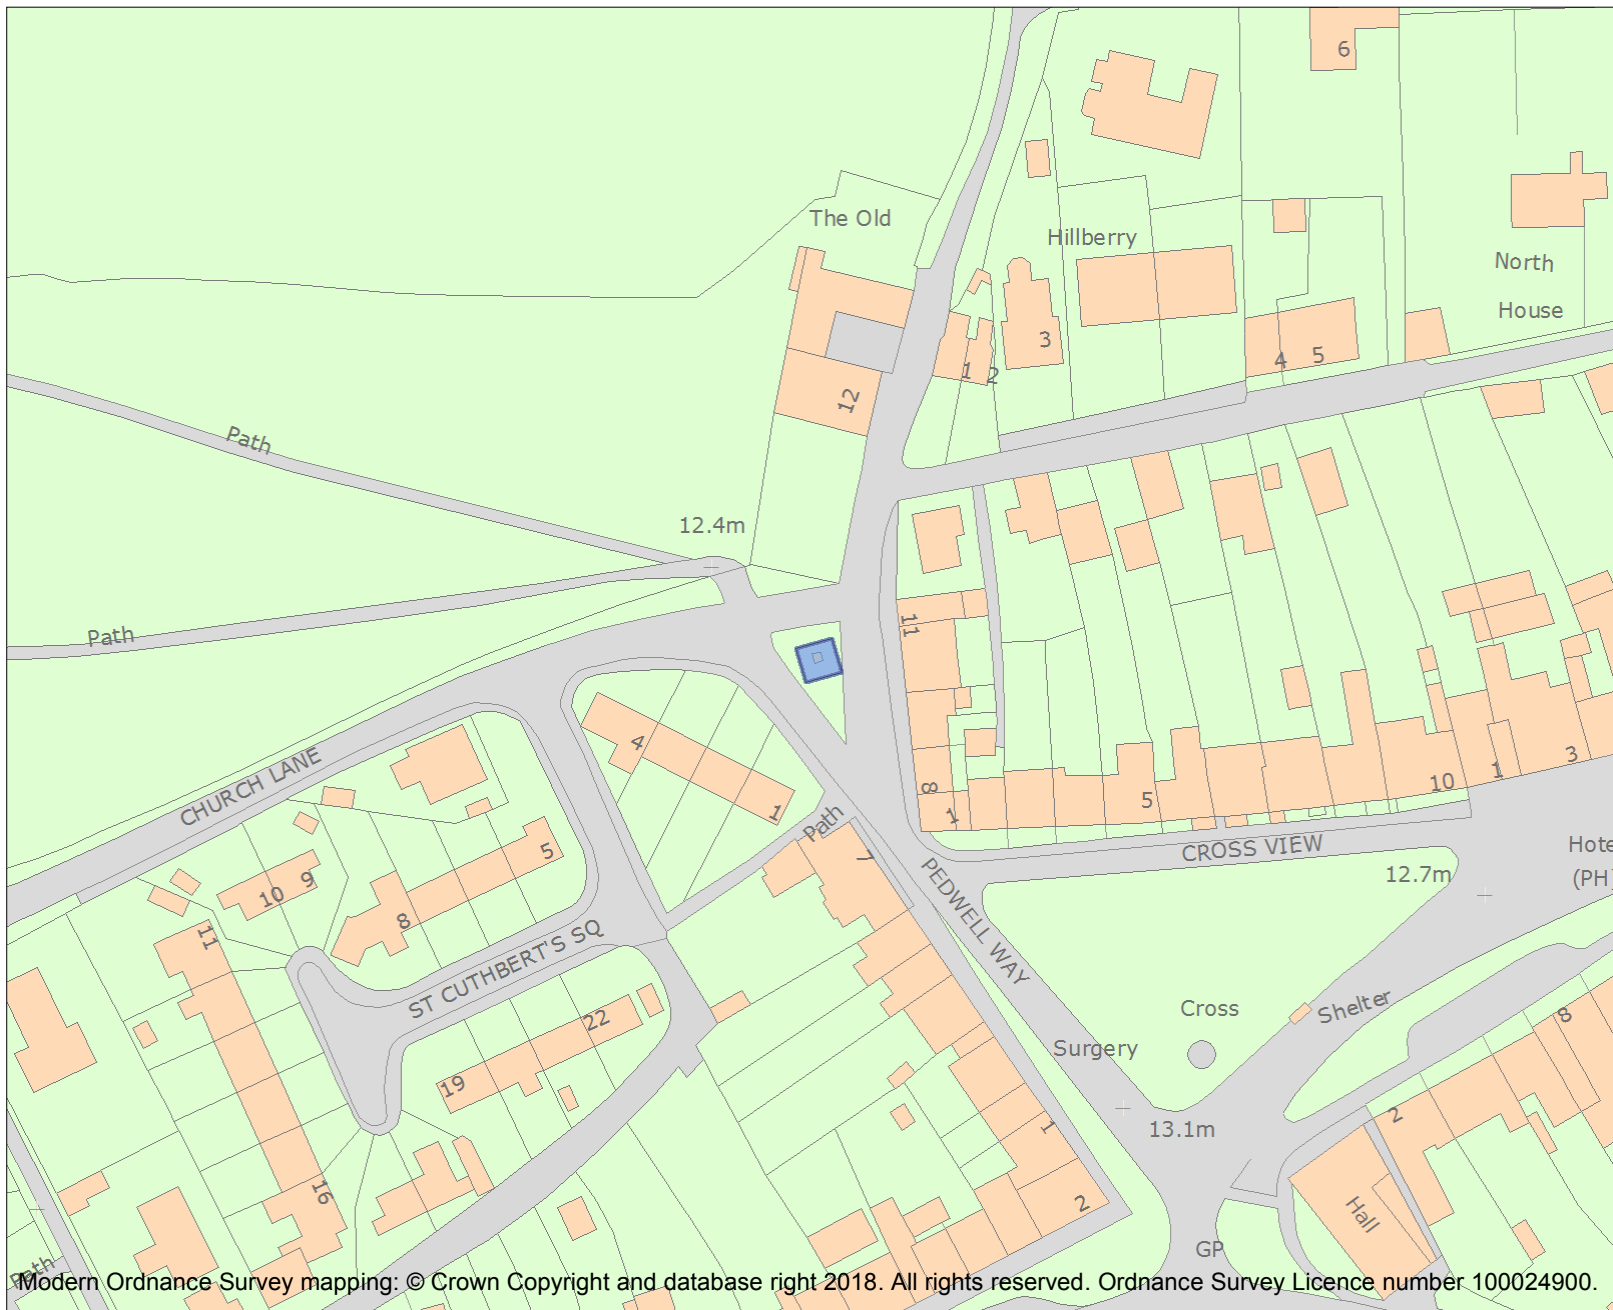 6
The Old
Hillberry
North
House
3
1
2
4
5
12
Path
12.4m
Path
11
4
CHURCH LANE
1
Path
7
8
1
5
10
1
3
CROSS VIEW
12.7m
Hote
(PH)
PEDWELL WAY
5
10
9
8
11
ST CUTHBERT'S SQ
22
19
16
Cross
Shelter
Surgery
8
2
13.1m
1
2
Hall
GP
Path
Modern Ordnance Survey mapping: © Crown Copyright and database right 2018. All rights reserved. Ordnance Survey Licence number 100024900.